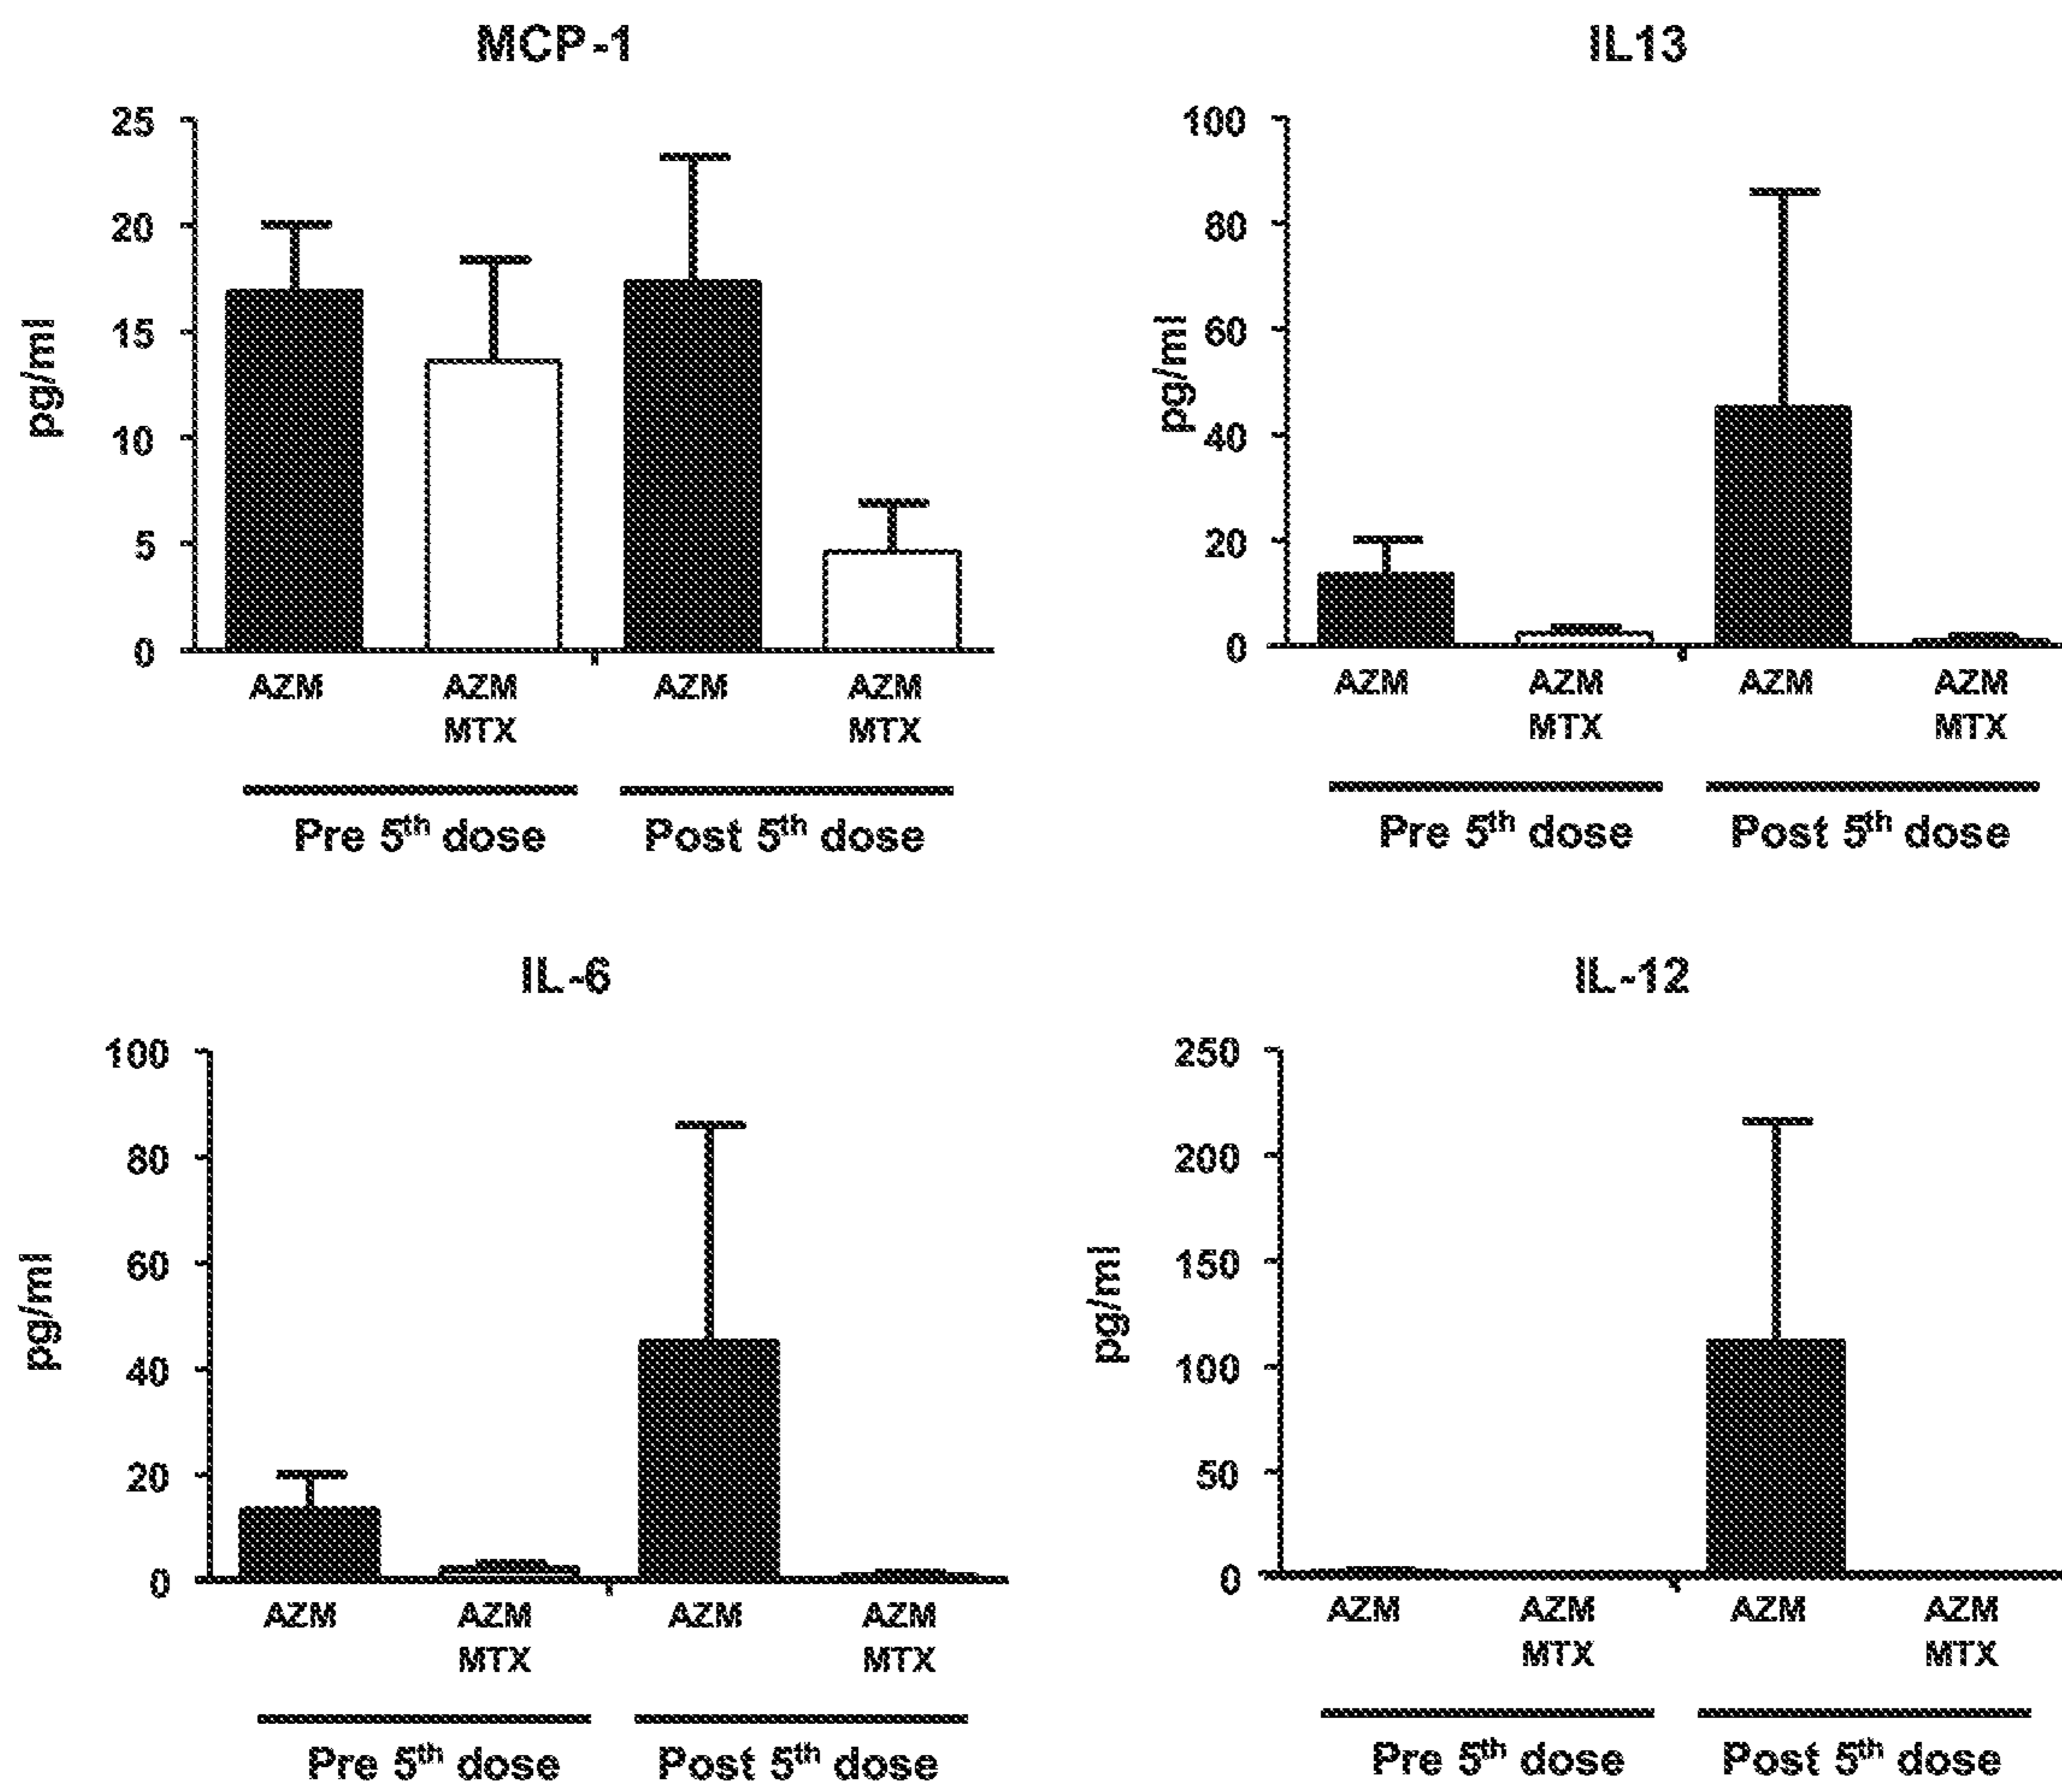 MCP-1
pg/ml
25
20
15
10
5
0
AZM AZM MTX AZM AZM MTX
Pre 5th dose Post 5th dose
IL13
pg/ml
100
80
60
40
20
0
AZM AZM MTX AZM AZM MTX
Pre 5th dose Post 5th dose
IL-6
pg/ml
100
80
60
40
20
0
AZM AZM MTX AZM AZM MTX
Pre 5th dose Post 5th dose
IL-12
pg/ml
250
200
150
100
50
0
AZM AZM MTX AZM AZM MTX
Pre 5th dose Post 5th dose